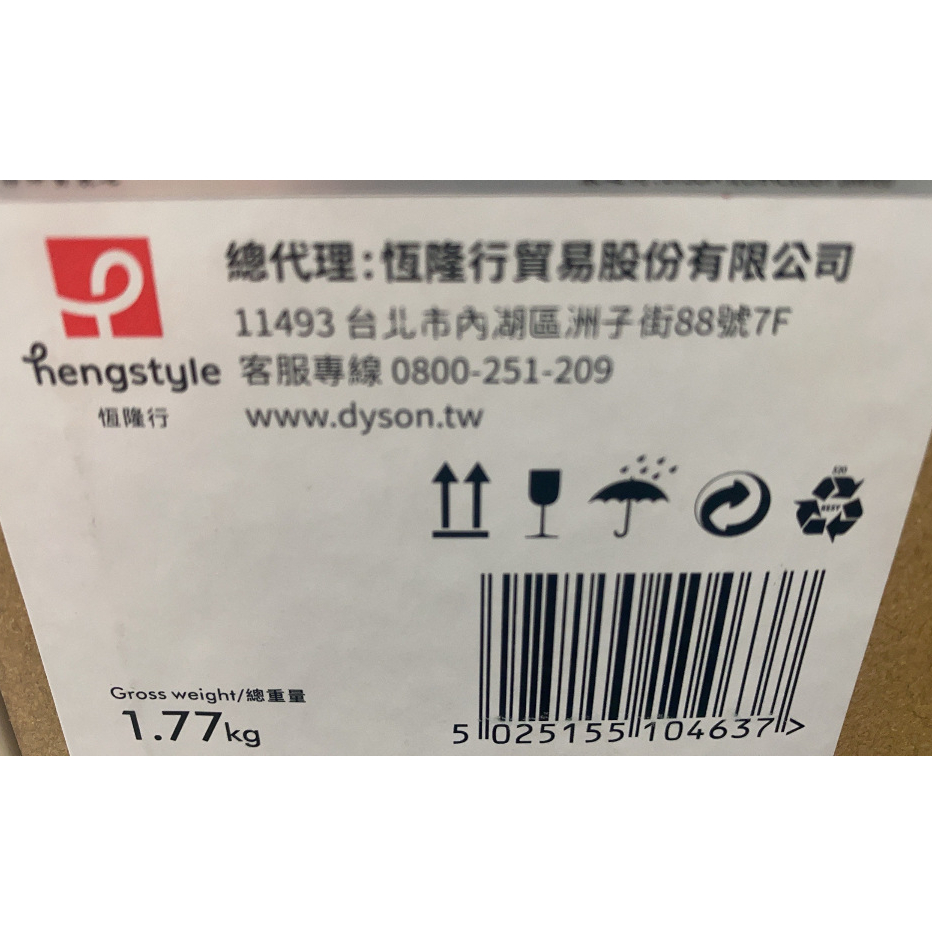 總代理:恆隆行貿易股份有限公司
11493 台北市內湖區洲子街88號7F
hengstyle
客服專線 0800-251-209
恆隆行
www.dyson.tw
Gross weight/總重量
1.77kg
5 025155 104637 >